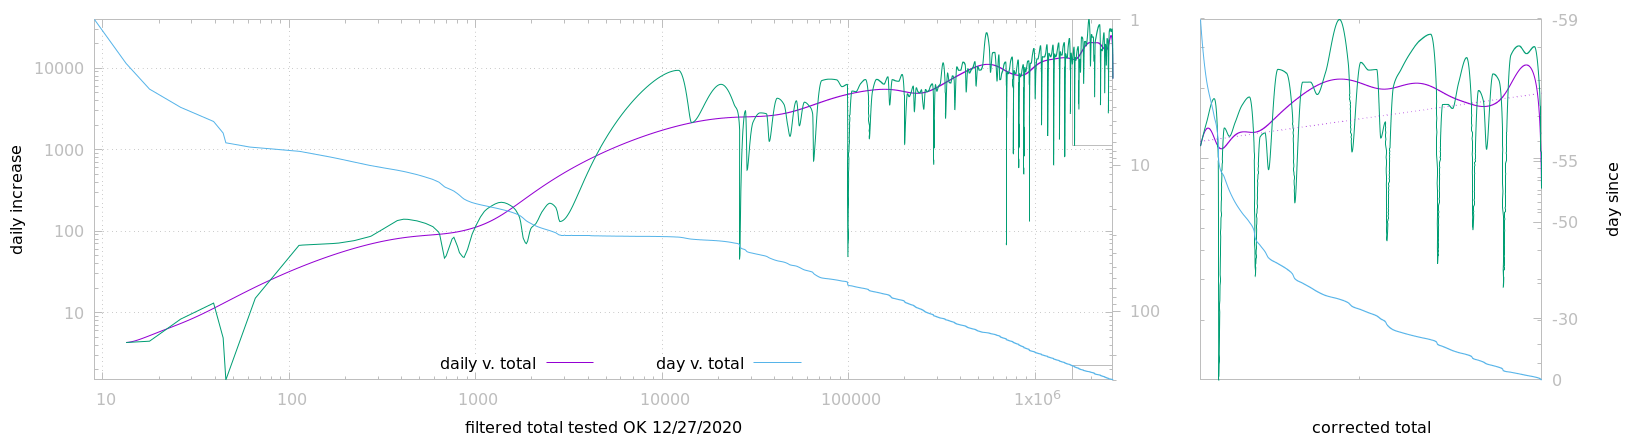 daily increase
10000
1000
100
10
10
100
1000
10000
100000
1x10^6
1
10
100
daily v. total
day v. total
filtered total tested OK 12/27/2020
-59
-55
-50
-30
0
day since
corrected total